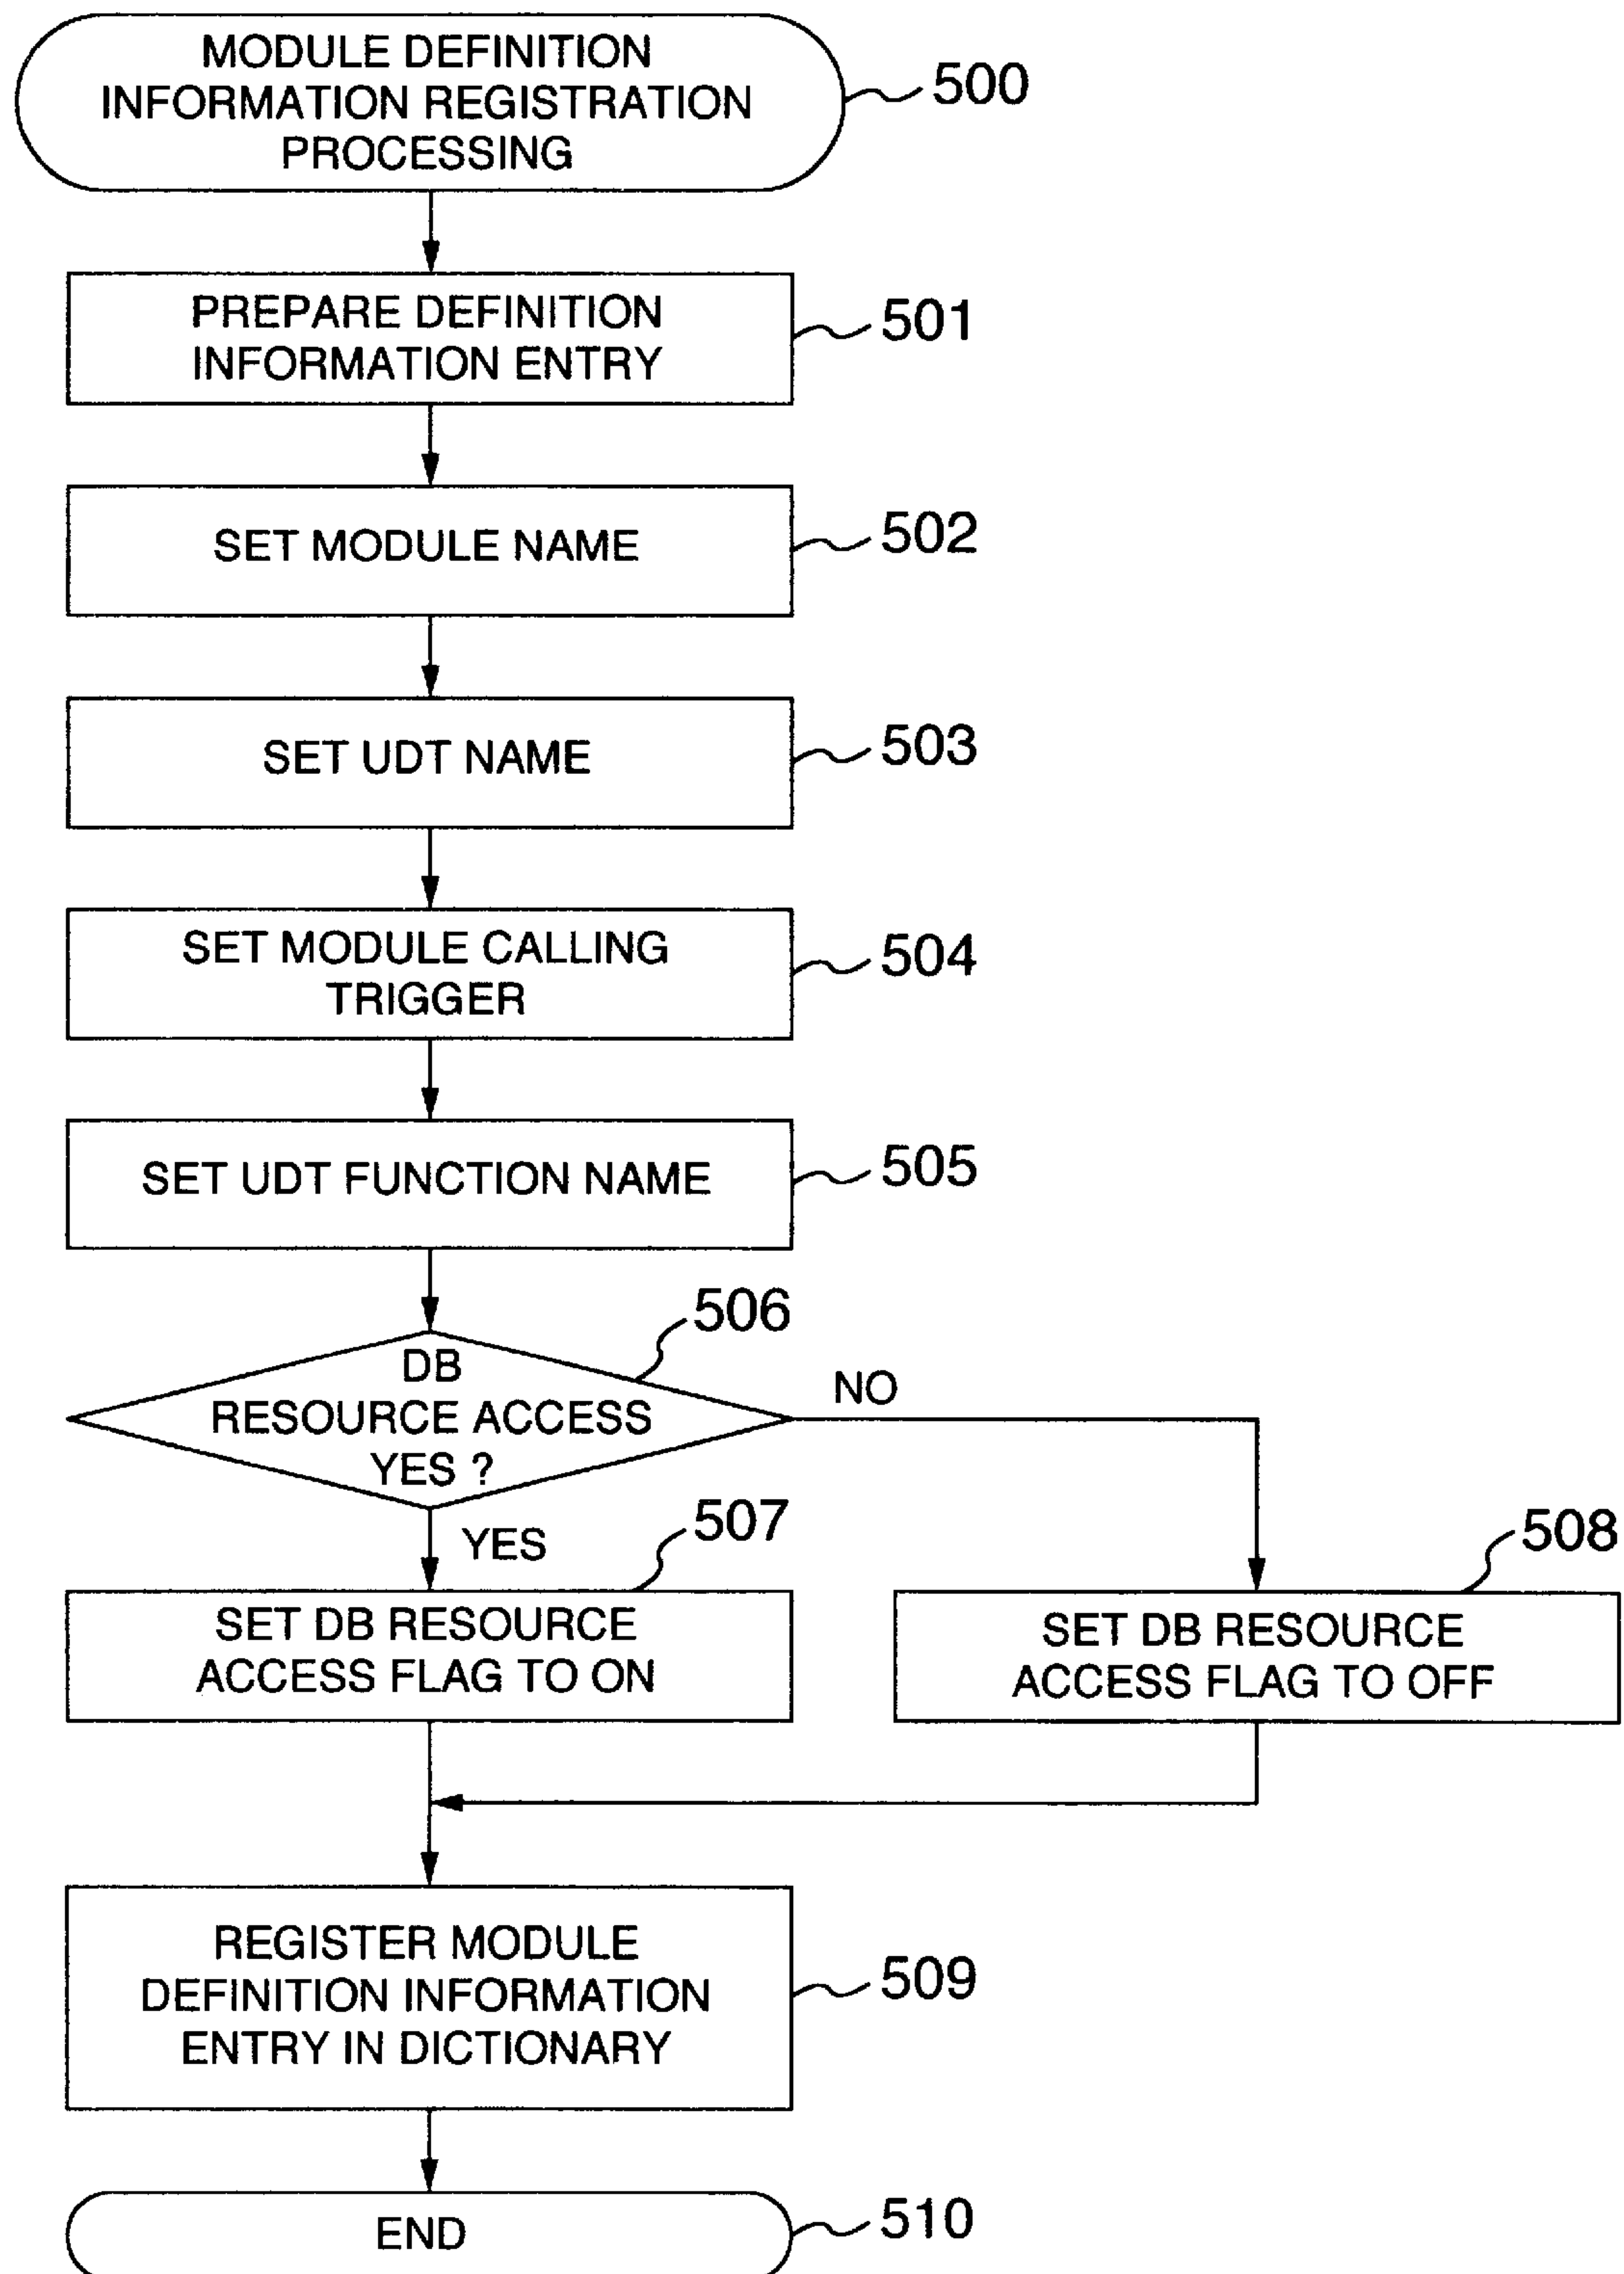 MODULE DEFINITION
INFORMATION REGISTRATION
PROCESSING
500
PREPARE DEFINITION
INFORMATION ENTRY
501
SET MODULE NAME
502
SET UDT NAME
503
SET MODULE CALLING
TRIGGER
504
SET UDT FUNCTION NAME
505
506
DB
RESOURCE ACCESS
YES ?
NO
YES
507
508
SET DB RESOURCE
ACCESS FLAG TO ON
SET DB RESOURCE
ACCESS FLAG TO OFF
REGISTER MODULE
DEFINITION INFORMATION
ENTRY IN DICTIONARY
509
END
510